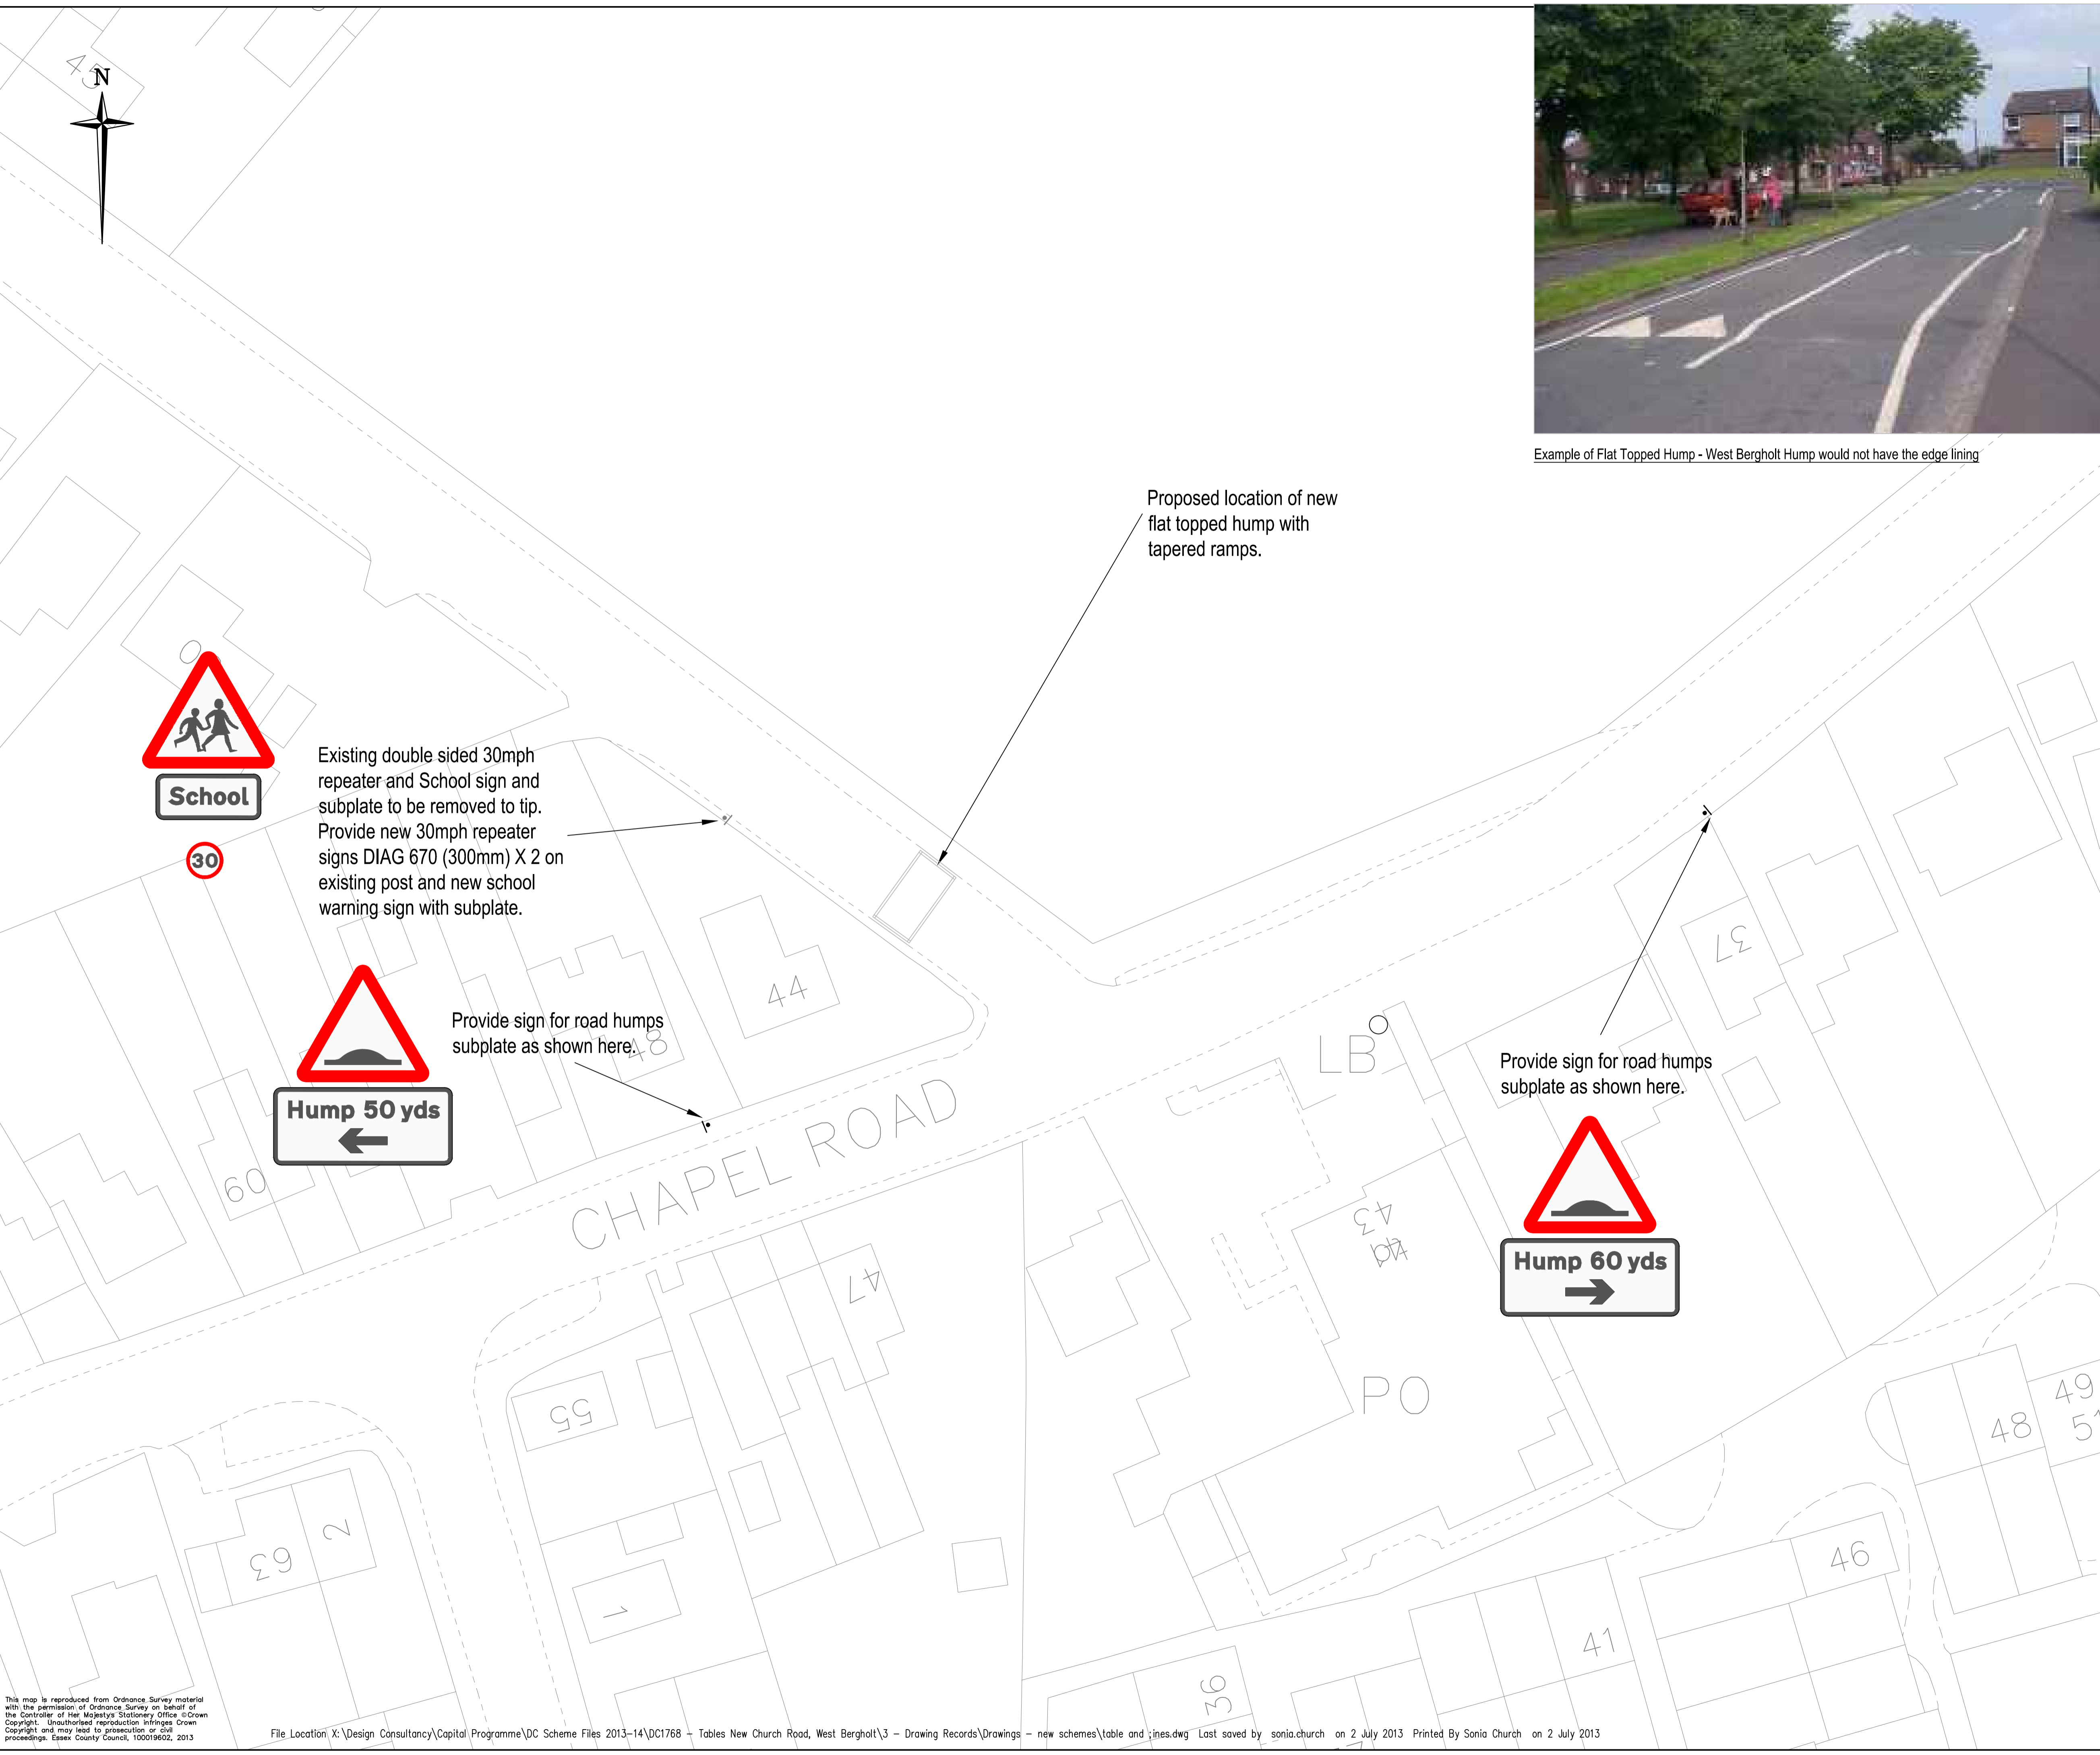 N
Example of Flat Topped Hump - West Bergholt Hump would not have the edge lining
Proposed location of new
flat topped hump with
tapered ramps.
School
30
Existing double sided 30mph
repeater and School sign and
subplate to be removed to tip.
Provide new 30mph repeater
signs DIAG 670 (300mm) X 2 on
existing post and new school
warning sign with subplate.
44
37
Provide sign for road humps
subplate as shown here.
48
Hump 50 yds
LB
Provide sign for road humps
subplate as shown here.
Hump 60 yds
60
CHAPEL ROAD
43
47
PO
55
49
51
48
63
2
46
1
41
36
This map is reproduced from Ordnance Survey material
with the permission of Ordnance Survey on behalf of
the Controller of Her Majesty's Stationery Office ©Crown
Copyright. Unauthorised reproduction infringes Crown
Copyright and may lead to prosecution or civil
proceedings. Essex County Council, 100019602, 2013
File Location X:\Design Consultancy\Capital Programme\DC Scheme Files 2013-14\DC1768 - Tables New Church Road, West Bergholt\3 - Drawing Records\Drawings - new schemes\table and ;ines.dwg Last saved by sonia.church on 2 July 2013 Printed By Sonia Church on 2 July 2013